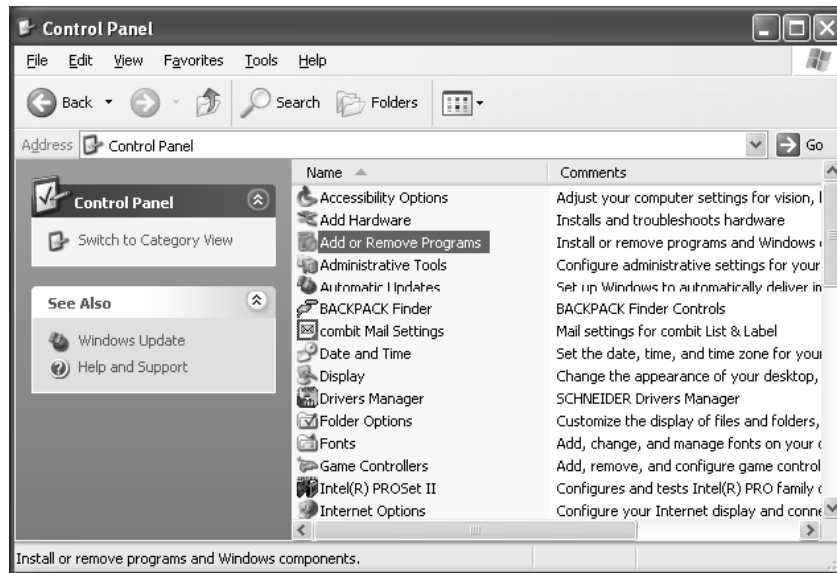 Control Panel
File Edit View Favorites Tools Help
Back Search Folders
Address Control Panel Go
Control Panel
Switch to Category View
See Also
Windows Update
Help and Support
Name Comments
Accessibility Options Adjust your computer settings for vision,
Add Hardware Installs and troubleshoots hardware
Add or Remove Programs Install or remove programs and Windows
Administrative Tools Configure administrative settings for your
Automatic Updates Set up Windows to automatically deliver
BACKPACK Finder BACKPACK Finder Controls
combit Mail Settings Mail settings for combit List & Label
Date and Time Set the date, time, and time zone for
Display Change the appearance of your desktop,
Drivers Manager SCHNEIDER Drivers Manager
Folder Options Customize the display of files and folders,
Fonts Add, change, and manage fonts on your
Game Controllers Add, remove, and configure game
Intel(R) PROSet II Configures and tests Intel(R) PRO family
Internet Options Configure your Internet display and
Install or remove programs and Windows components.